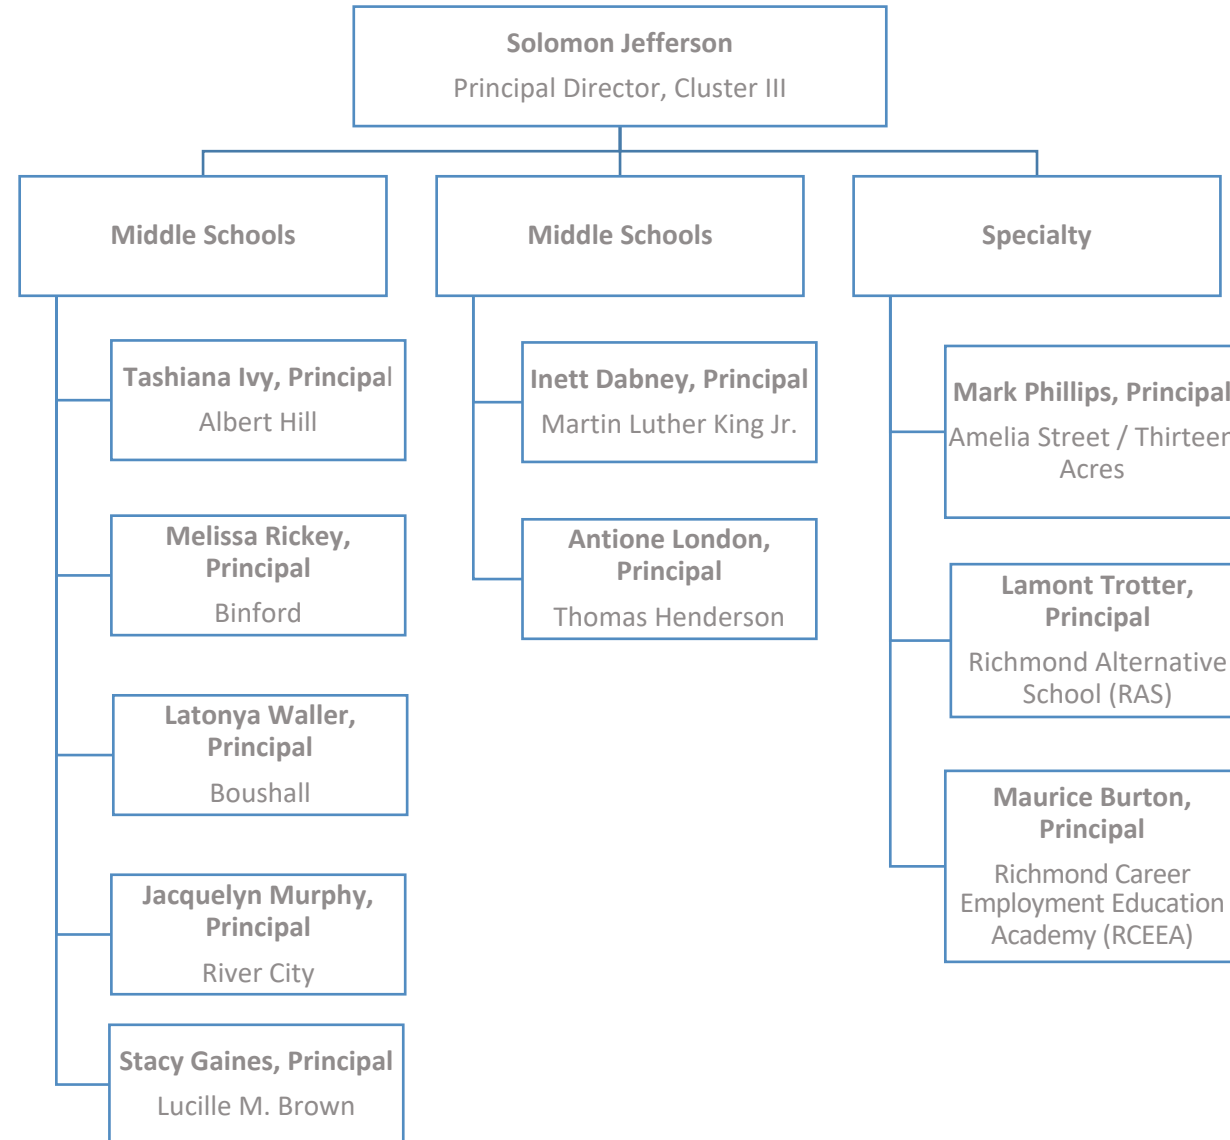 Solomon Jefferson
Principal Director, Cluster III
Middle Schools
Tashiana Ivy, Principal
Albert Hill
Melissa Rickey,
Principal
Binford
Latonya Waller,
Principal
Boushall
Jacquelyn Murphy,
Principal
River City
Stacy Gaines, Principal
Lucille M. Brown
Middle Schools
Inett Dabney, Principal
Martin Luther King Jr.
Antione London,
Principal
Thomas Henderson
Specialty
Mark Phillips, Principal
Amelia Street / Thirteen
Acres
Lamont Trotter,
Principal
Richmond Alternative
School (RAS)
Maurice Burton,
Principal
Richmond Career
Employment Education
Academy (RCEEA)